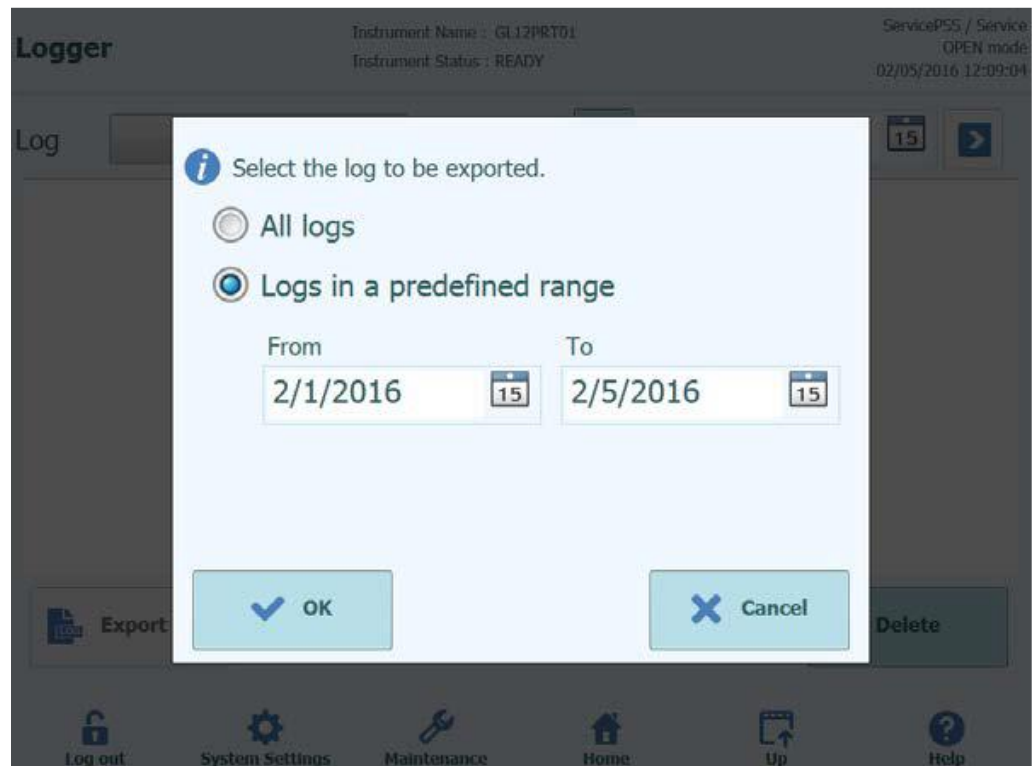 Logger
Instrument Name : GL12PRT01
Instrument Status : READY
ServicePSS / Service
OPEN mode
02/05/2016 12:09:04
Log
15
Select the log to be exported.
All logs
Logs in a predefined range
From To
2/1/2016 15 2/5/2016 15
OK Cancel
LOG Export Delete
Log out System Settings Maintenance Home Up Help